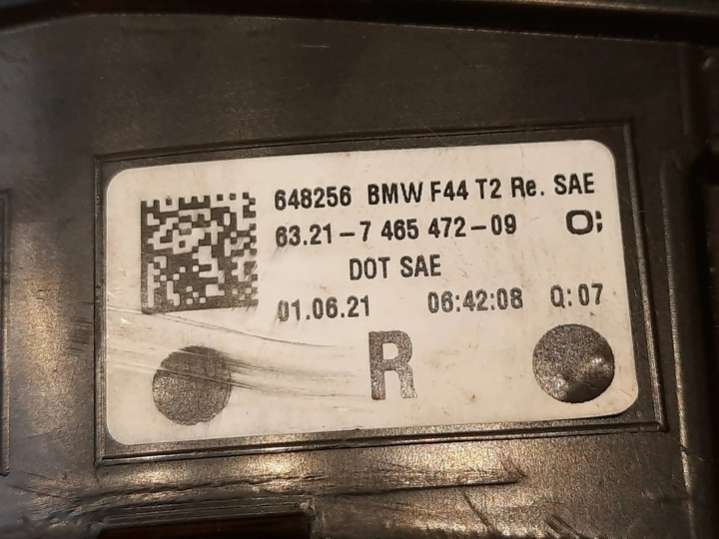 648256 BMW F44 T2 Re. SAE
63.21-7 465 472-09 O;
DOT SAE
01.06.21 06:42:08 Q:07
R